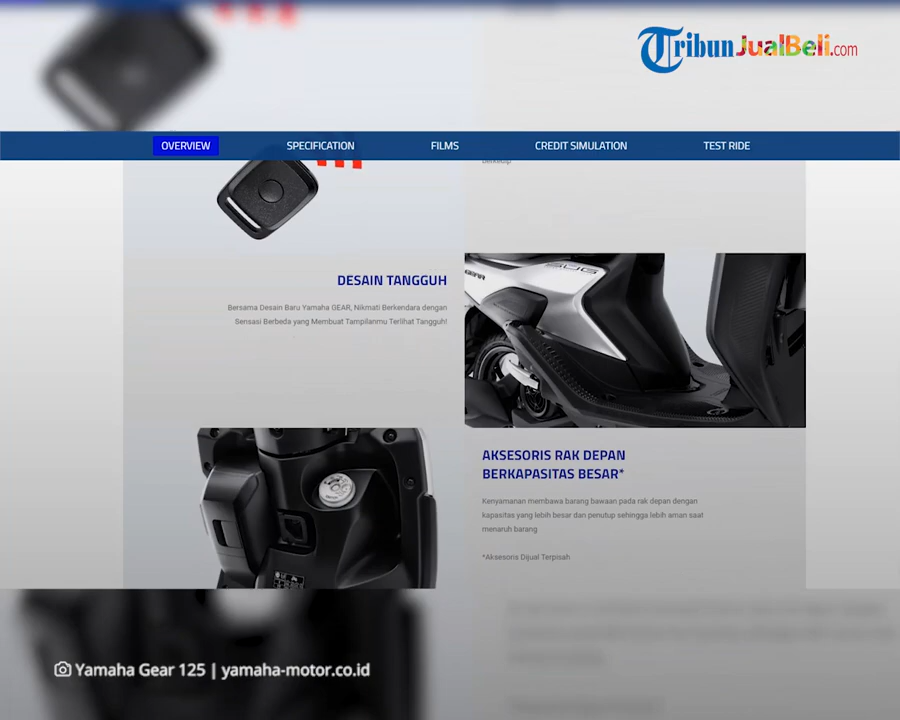 Tribun JualBeli.com
OVERVIEW SPECIFICATION FILMS CREDIT SIMULATION TEST RIDE
berkedip
DESAIN TANGGUH
Bersama Desain Baru Yamaha GEAR, Nikmati Berkendara dengan
Sensasi Berbeda yang Membuat Tampilanmu Terlihat Tangguh!
AKSESORIS RAK DEPAN
BERKAPASITAS BESAR*
Kenyamanan membawa barang bawaan pada rak depan dengan
kapasitas yang lebih besar dan penutup sehingga lebih aman saat
menaruh barang
*Aksesoris Dijual Terpisah
Yamaha Gear 125 | yamaha-motor.co.id